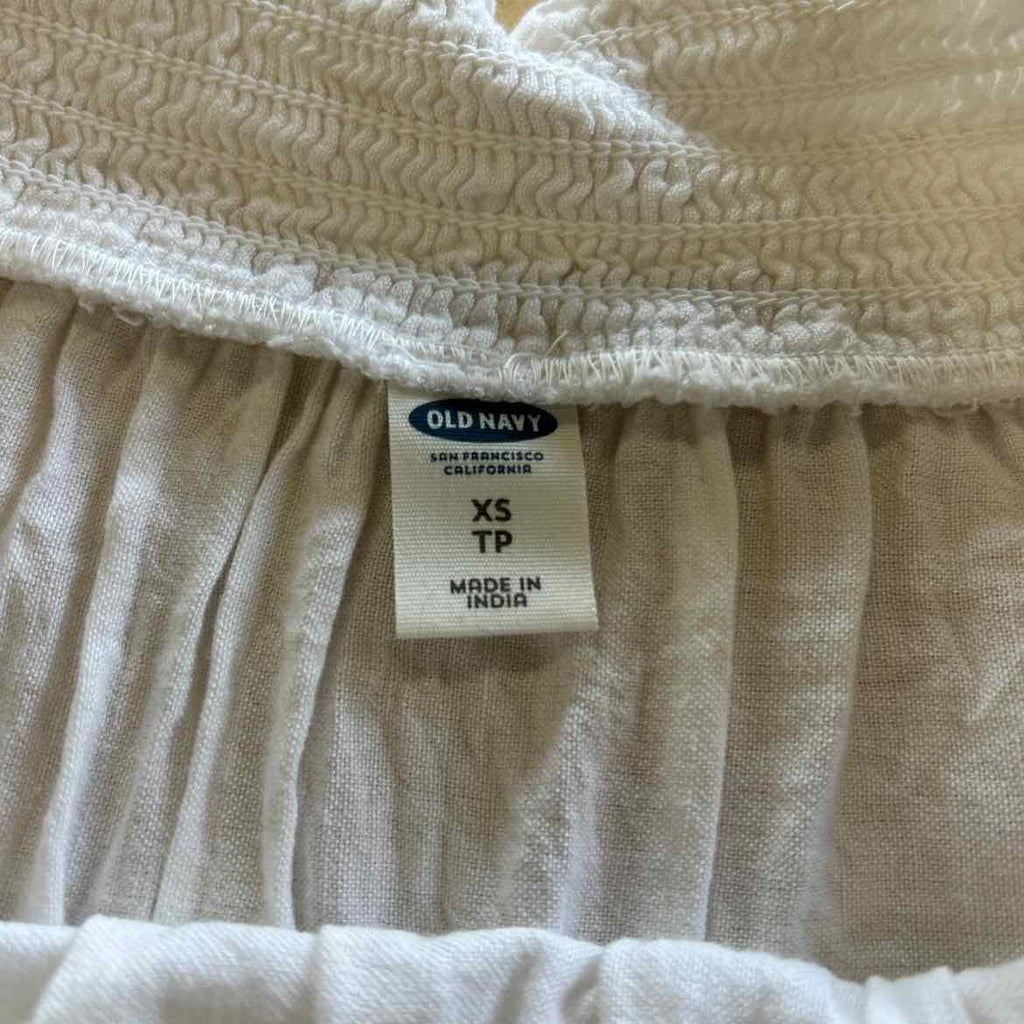 OLD NAVY
SAN FRANCISCO
CALIFORNIA
XS
TP
MADE IN
INDIA